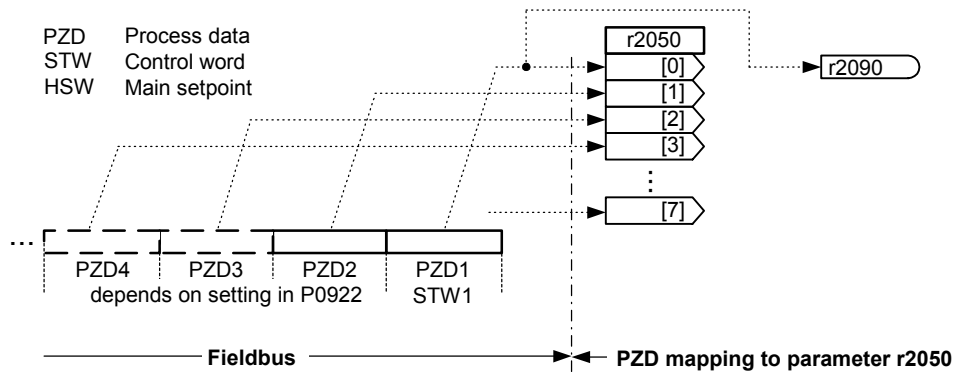 PZD Process data
STW Control word
HSW Main setpoint
r2050
[0]
[1]
[2]
[3]
⋮
[7]
r2090
...
PZD4 PZD3 PZD2 PZD1
depends on setting in P0922 STW1
Fieldbus PZD mapping to parameter r2050